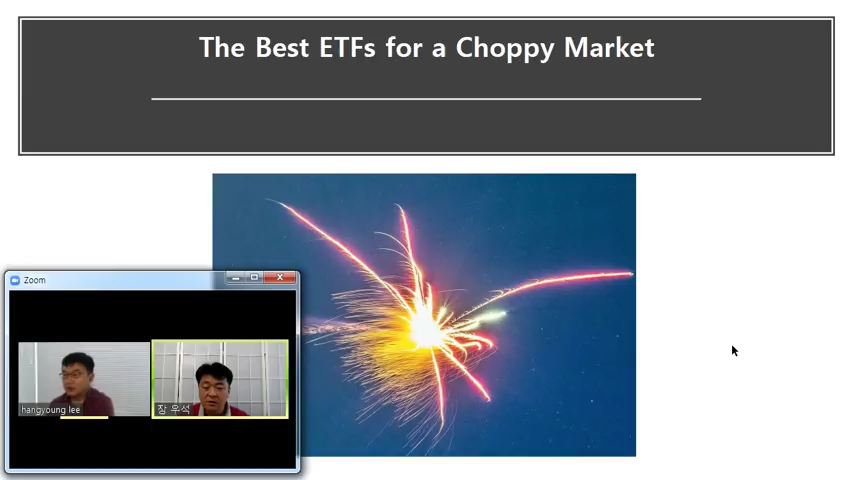 The Best ETFs for a Choppy Market
Zoom
hangyoung lee
장 우석